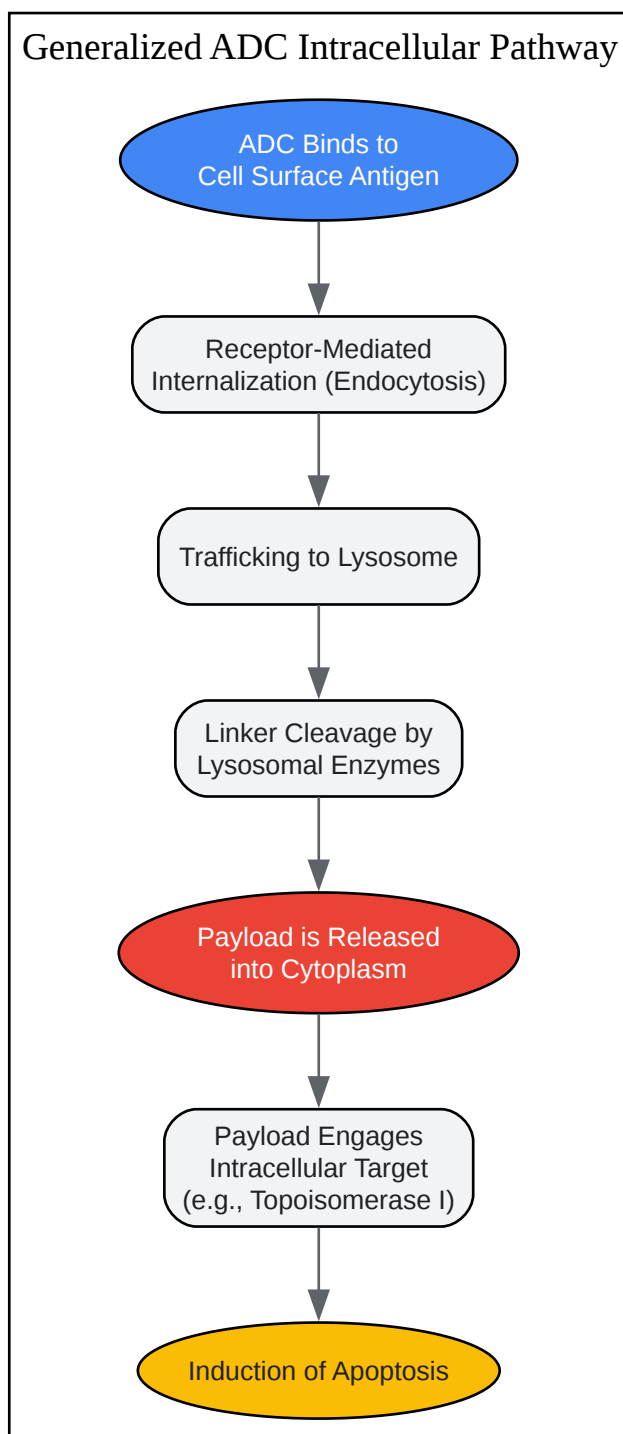 Generalized ADC Intracellular Pathway
ADC Binds to
Cell Surface Antigen
Receptor-Mediated
Internalization (Endocytosis)
Trafficking to Lysosome
Linker Cleavage by
Lysosomal Enzymes
Payload is Released
into Cytoplasm
Payload Engages
Intracellular Target
(e.g., Topoisomerase I)
Induction of Apoptosis